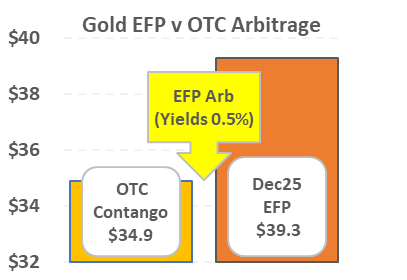 Gold EFP v OTC Arbitrage
$40
$38
$36
$34
$32
EFP Arb
(Yields 0.5%)
OTC
Contango
$34.9
Dec25
EFP
$39.3